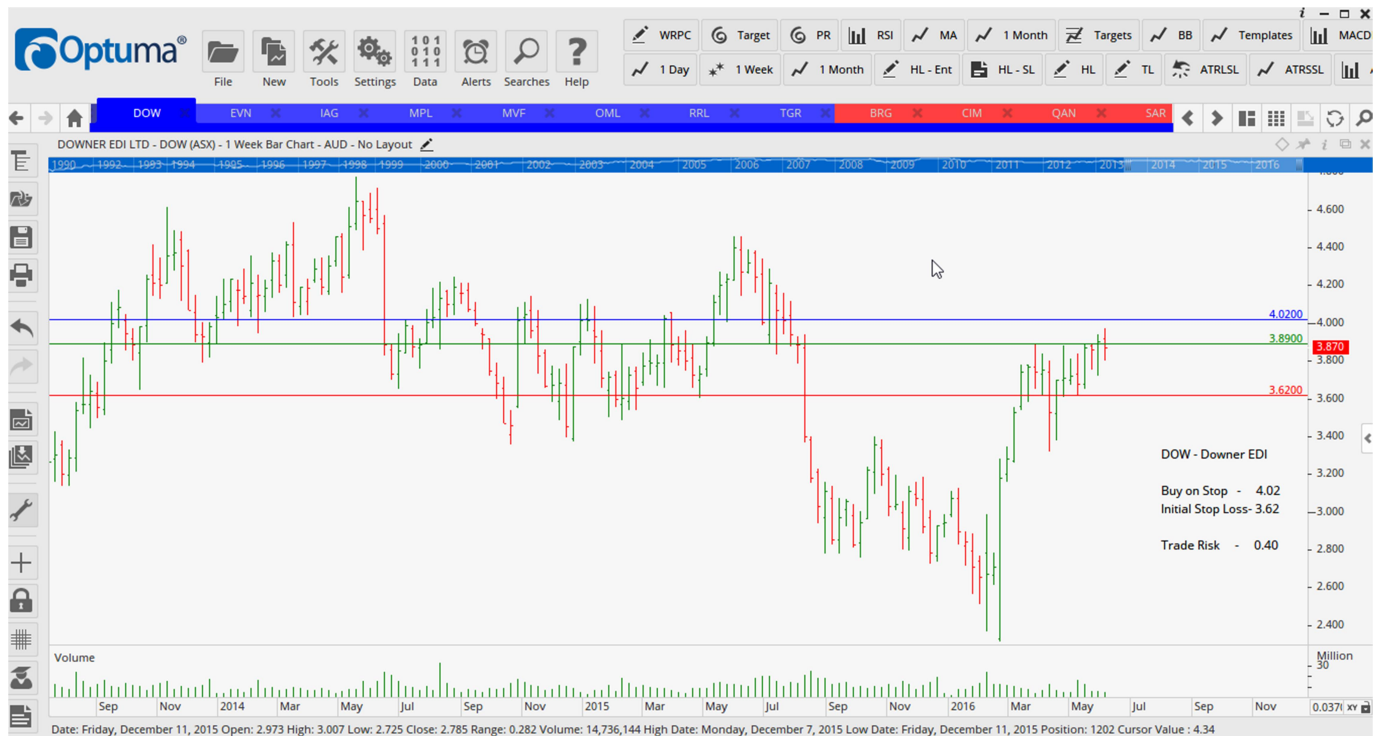 i
Optuma®
File New Tools Settings Data Alerts Searches Help
101
010
111
WRPC Target PR RSI MA 1 Month Targets BB Templates MACD
1 Day 1 Week 1 Month HL - Ent HL - SL HL TL ATRLSL ATRSSL
DOW EVN IAG MPL MVF OML RRL TGR BRG CIM QAN SAR
DOWNER EDI LTD - DOW (ASX) - 1 Week Bar Chart - AUD - No Layout
1990 1992 1993 1994 1995 1996 1997 1998 1999 2000 2001 2002 2003 2004 2005 2006 2007 2008 2009 2010 2011 2012 2013 2014 2015 2016
4.600
4.400
4.200
4.0200
4.000
3.8900
3.870
3.800
3.6200
3.600
3.400
DOW - Downer EDI
3.200
Buy on Stop - 4.02
Initial Stop Loss- 3.62
3.000
Trade Risk - 0.40
2.800
2.600
2.400
Volume
Million
30
Sep Nov 2014 Mar May Jul Sep Nov 2015 Mar May Jul Sep Nov 2016 Mar May Jul Sep Nov
XY
Date: Friday, December 11, 2015 Open: 2.973 High: 3.007 Low: 2.725 Close: 2.785 Range: 0.282 Volume: 14,736,144 High Date: Monday, December 7, 2015 Low Date: Friday, December 11, 2015 Position: 1202 Cursor Value : 4.34